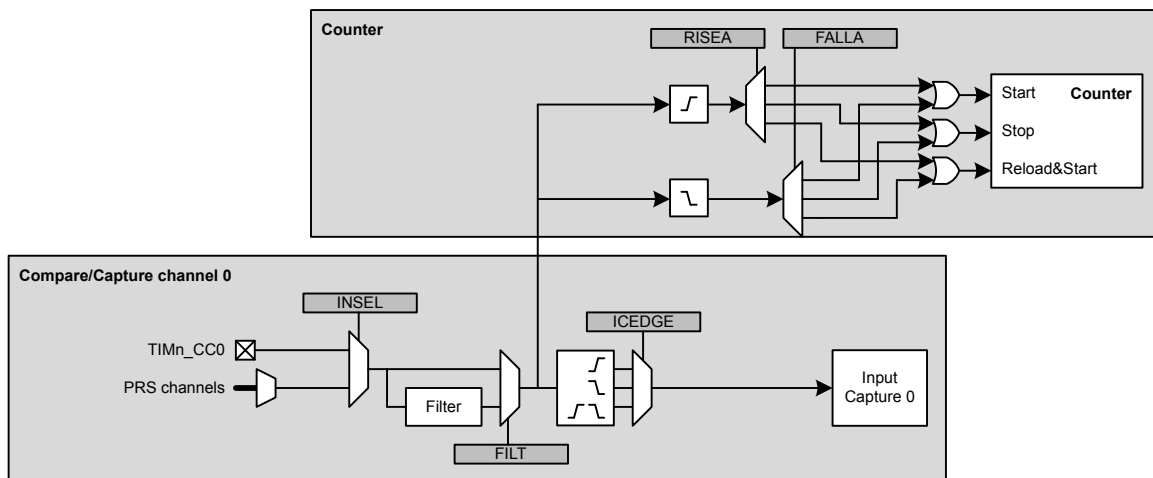 Counter
RISEA
FALLA
Start
Counter
Stop
Reload&Start
Compare/Capture channel 0
INSEL
ICEDGE
TIMn_CC0
PRS channels
Filter
Input
Capture 0
FILT